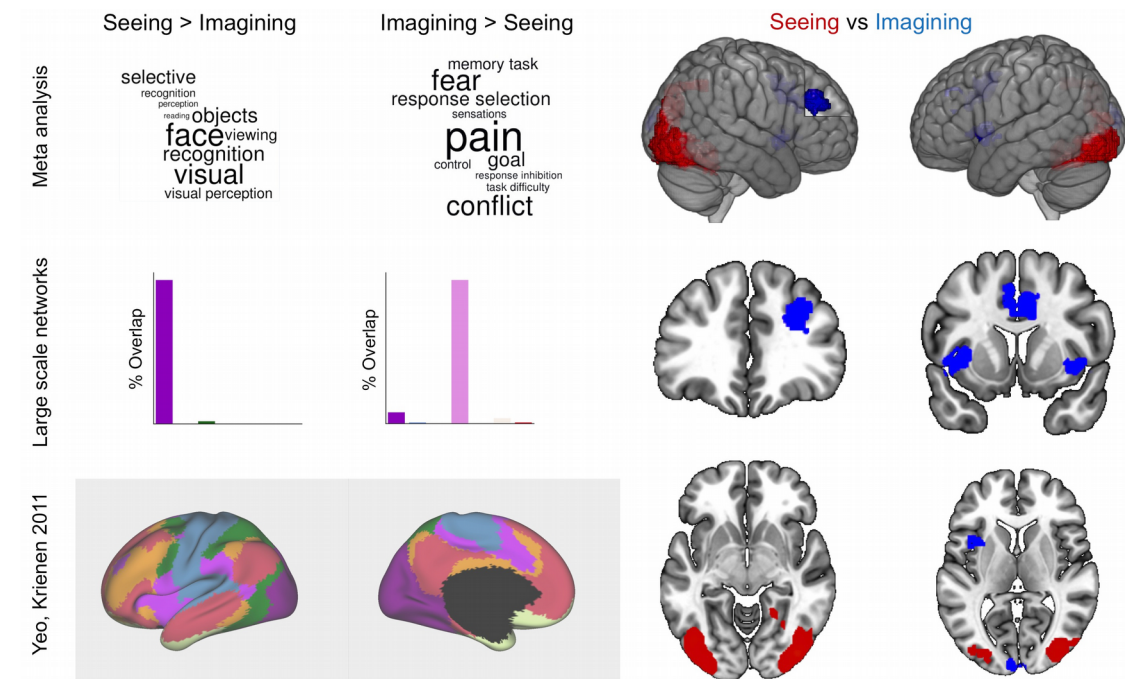 Seeing > Imagining
Imagining > Seeing
Seeing vs Imagining
Meta analysis
selective
recognition
perception
reading objects
face viewing
recognition
visual
visual perception
memory task
fear
response selection
sensations
pain
control goal
response inhibition
task difficulty
conflict
Large scale networks
% Overlap
% Overlap
Yeo, Krienen 2011